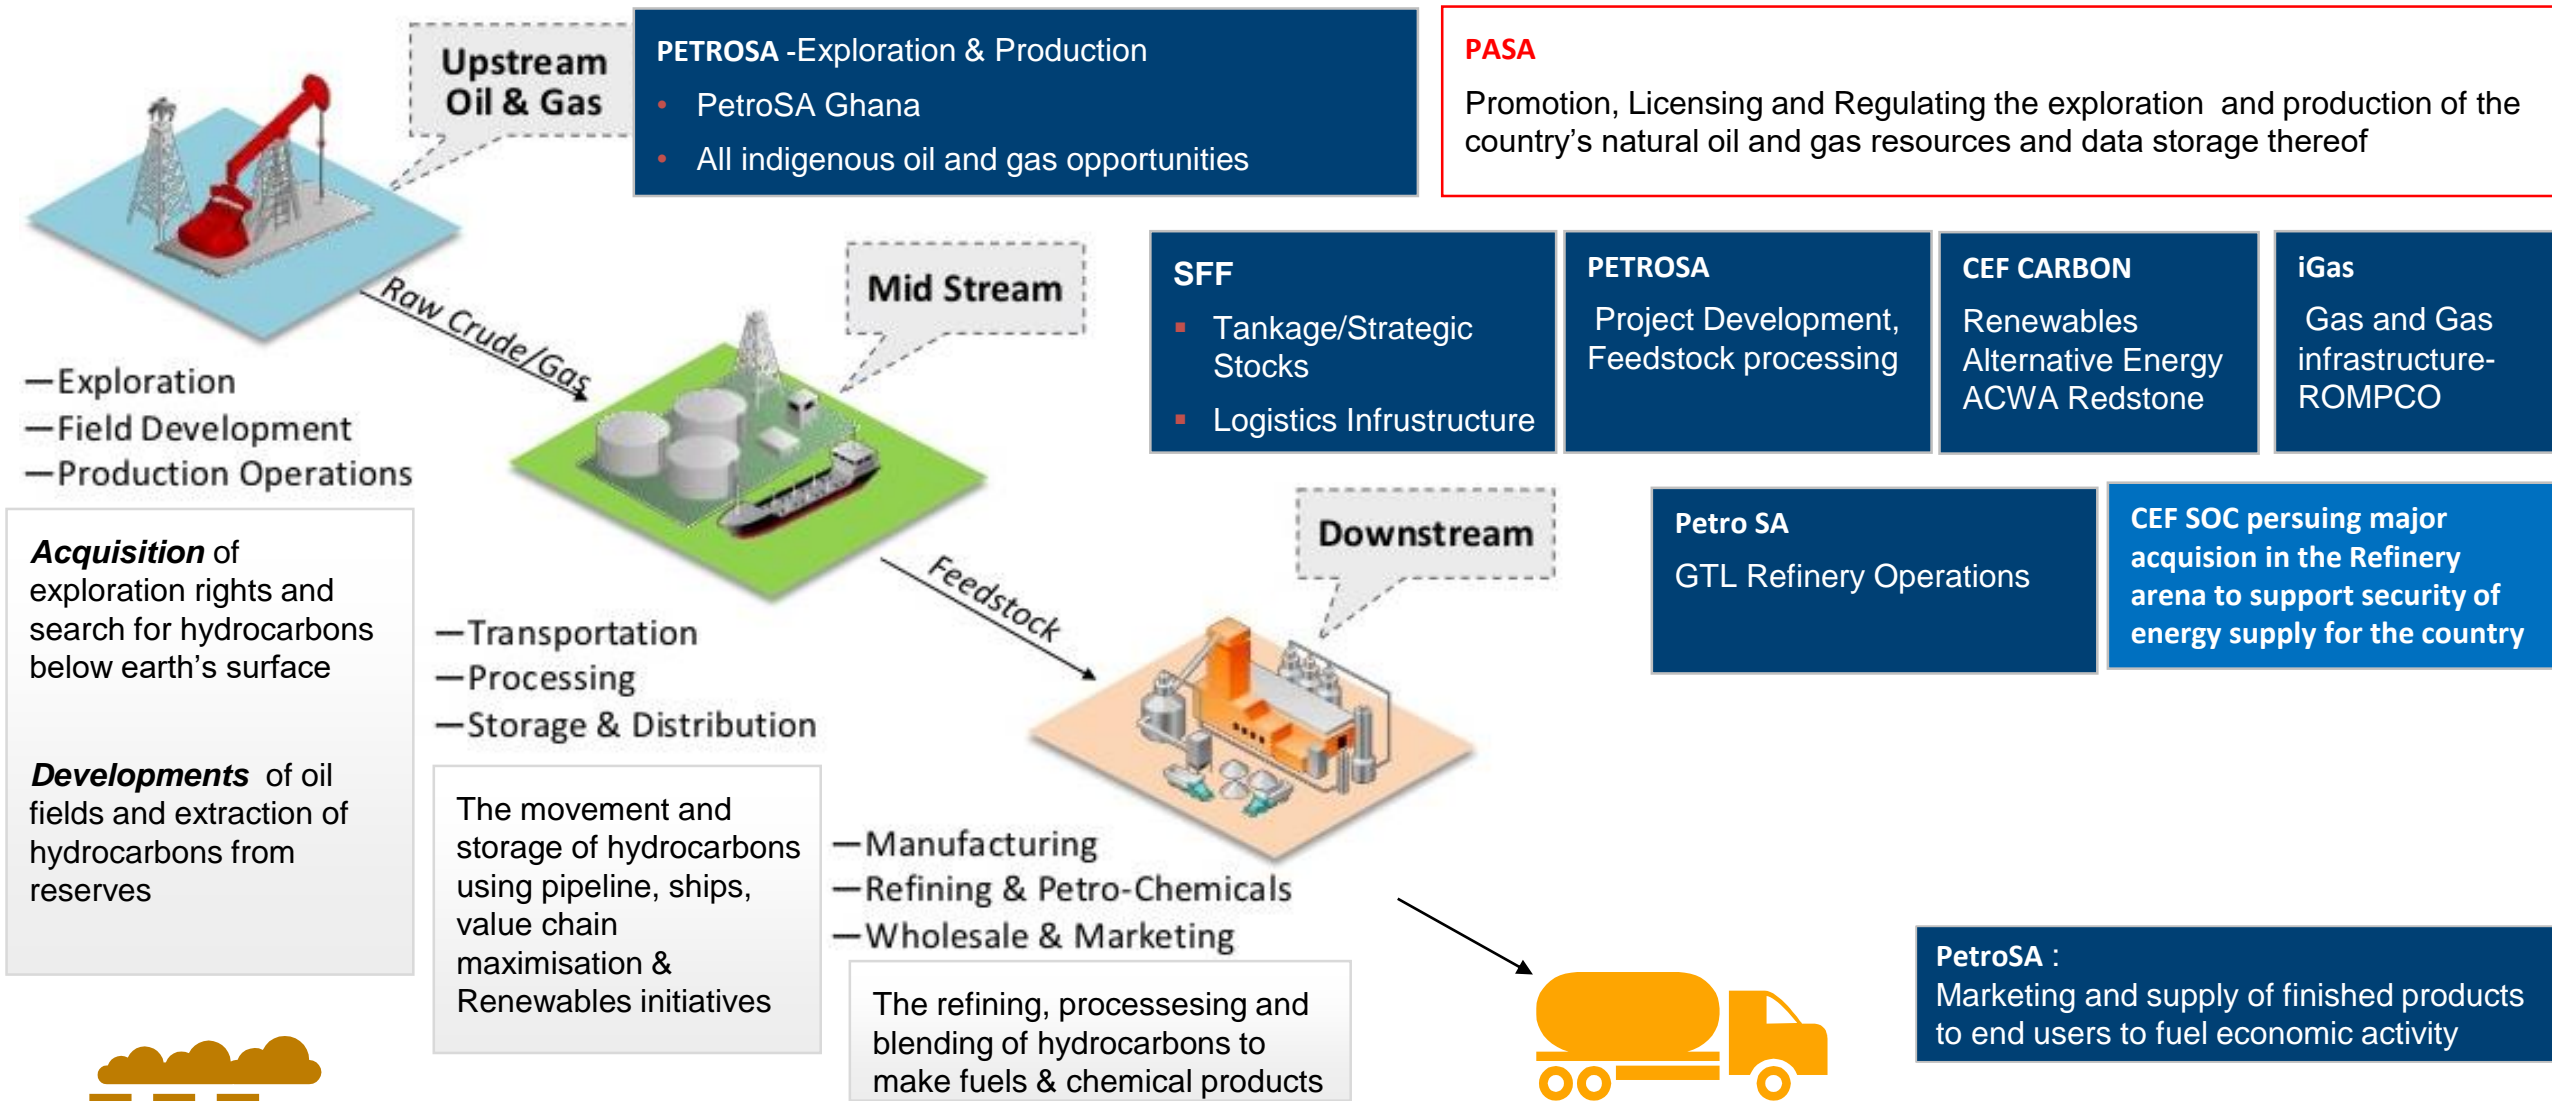 Upstream
Oil & Gas
PETROSA -Exploration & Production
• PetroSA Ghana
• All indigenous oil and gas opportunities
PASA
Promotion, Licensing and Regulating the exploration and production of the
country’s natural oil and gas resources and data storage thereof
Raw Crude/Gas
—Exploration
—Field Development
—Production Operations
Acquisition of
exploration rights and
search for hydrocarbons
below earth’s surface
Developments of oil
fields and extraction of
hydrocarbons from
reserves
Mid Stream
SFF
▪ Tankage/Strategic
Stocks
▪ Logistics Infrustructure
PETROSA
Project Development,
Feedstock processing
CEF CARBON
Renewables
Alternative Energy
ACWA Redstone
iGas
Gas and Gas
infrastructure-
ROMPCO
Feedstock
—Transportation
—Processing
—Storage & Distribution
The movement and
storage of hydrocarbons
using pipeline, ships,
value chain
maximisation &
Renewables initiatives
Downstream
Petro SA
GTL Refinery Operations
CEF SOC persuing major
acquision in the Refinery
arena to support security of
energy supply for the country
—Manufacturing
—Refining & Petro-Chemicals
—Wholesale & Marketing
The refining, processesing and
blending of hydrocarbons to
make fuels & chemical products
PetroSA :
Marketing and supply of finished products
to end users to fuel economic activity